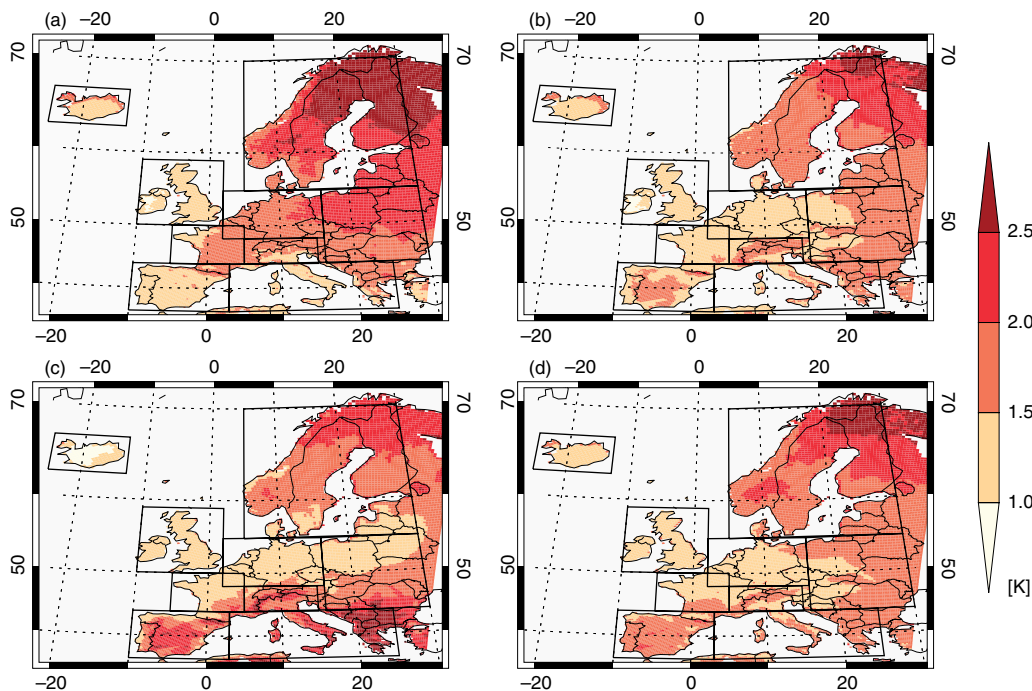 (a) −20 0 20
(b) −20 0 20
70 70 70 70
50 50 50 50
−20 0 20
−20 0 20
(c) −20 0 20
(d) −20 0 20
70 70 70 70
50 50 50 50
−20 0 20
−20 0 20
2.5
2.0
1.5
1.0
[K]